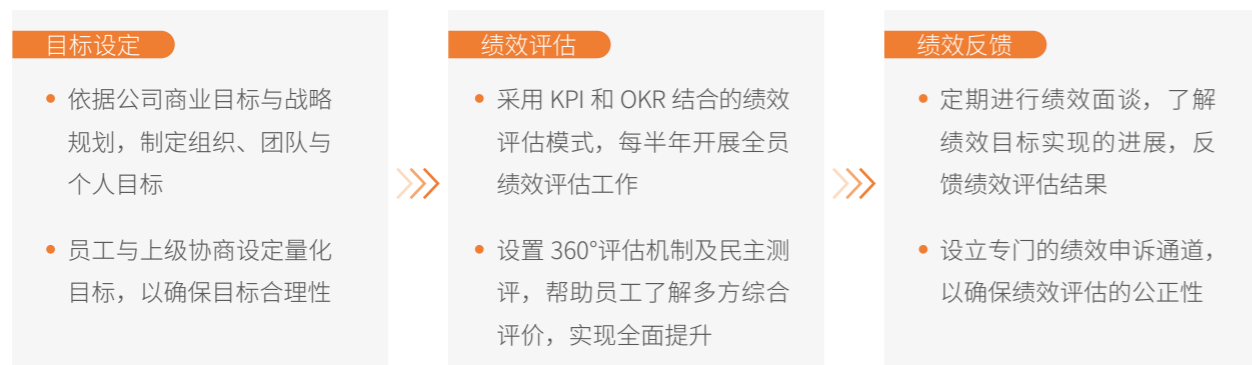 目标设定
依据公司商业目标与战略
规划，制定组织、团队与
个人目标
员工与上级协商设定量化
目标，以确保目标合理性
绩效评估
采用 KPI 和 OKR 结合的绩效
评估模式，每半年开展全员
绩效评估工作
设置 360°评估机制及民主测
评，帮助员工了解多方综合
评价，实现全面提升
绩效反馈
定期进行绩效面谈，了解
绩效目标实现的进展，反
馈绩效评估结果
设立专门的绩效申诉通道，
以确保绩效评估的公正性